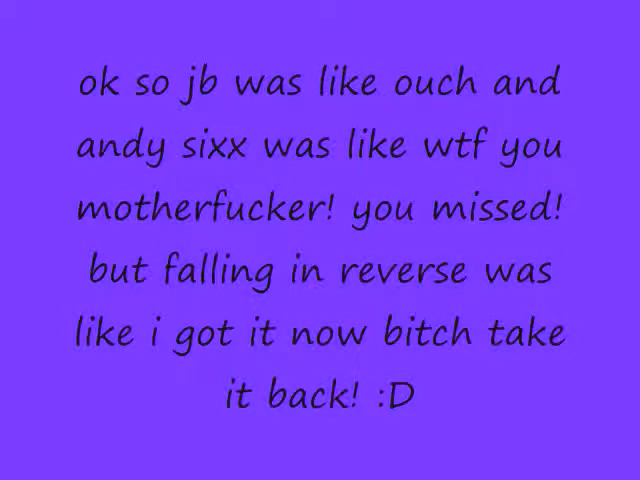 ok so jb was like ouch and
andy sixx was like wtf you
motherfucker! you missed!
but falling in reverse was
like i got it now bitch take
it back! :D